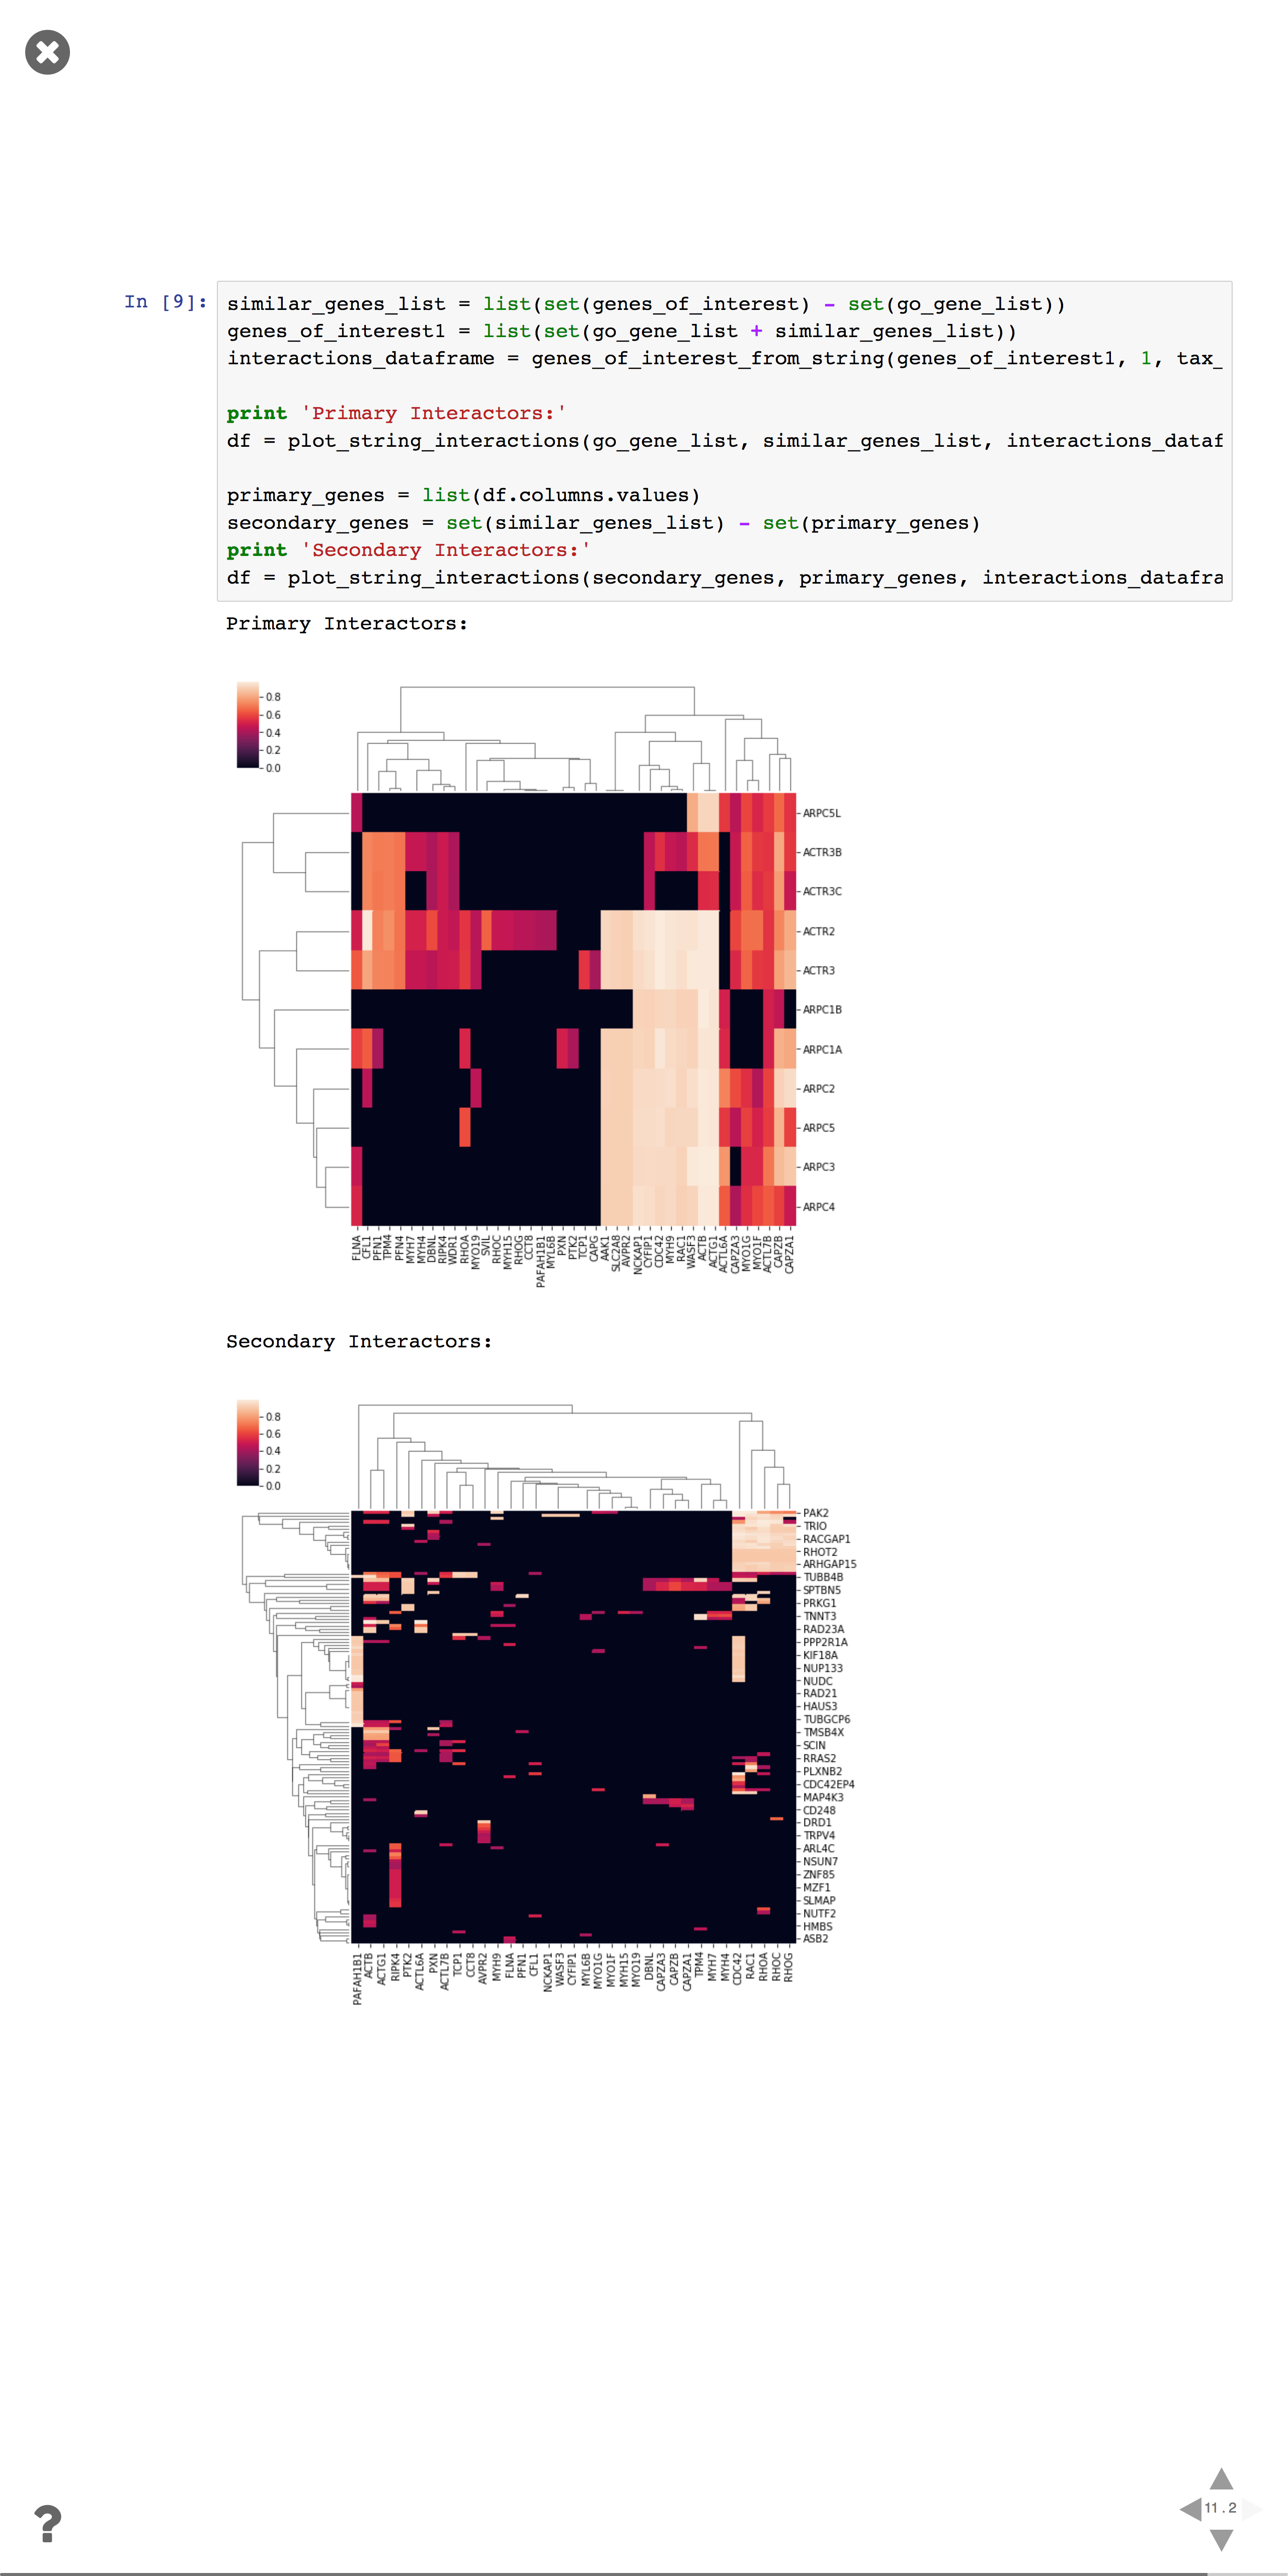 In [9]:
similar_genes_list = list(set(genes_of_interest) - set(go_gene_list))
genes_of_interest1 = list(set(go_gene_list + similar_genes_list))
interactions_dataframe = genes_of_interest_from_string(genes_of_interest1, 1, tax_
print 'Primary Interactors:'
df = plot_string_interactions(go_gene_list, similar_genes_list, interactions_dataf
primary_genes = list(df.columns.values)
secondary_genes = set(similar_genes_list) - set(primary_genes)
print 'Secondary Interactors:'
df = plot_string_interactions(secondary_genes, primary_genes, interactions_datafra
Primary Interactors:
0.8
0.6
0.4
0.2
0.0
ARPC5L
ACTR3B
ACTR3C
ACTR2
ACTR3
ARPC1B
ARPC1A
ARPC2
ARPC5
ARPC3
ARPC4
FLNA
CFL1
PFN1
TPM4
PFN4
MYH7
MYH4
DBNL
RIPK4
WDR1
RHOA
MYO19
SVIL
RHOC
MYH15
RHOG
CCT8
PAFAH1B1
MYL6B
PXN
PTK2
TCP1
CAPG
AAK1
SLC2A8
AVPR2
NCKAP1
CYFIP1
CDC42
MYH9
RAC1
WASF3
ACTB
ACTG1
ACTL6A
CAPZA3
MYO1G
MYO1F
ACTL7B
CAPZB
CAPZA1
Secondary Interactors:
0.8
0.6
0.4
0.2
0.0
PAK2
TRIO
RACGAP1
RHOT2
ARHGAP15
TUBB4B
SPTBN5
PRKG1
TNNT3
RAD23A
PPP2R1A
KIF18A
NUP133
NUDC
RAD21
HAUS3
TUBGCP6
TMSB4X
SCIN
RRAS2
PLXNB2
CDC42EP4
MAP4K3
CD248
DRD1
TRPV4
ARL4C
NSUN7
ZNF85
MZF1
SLMAP
NUTF2
HMBS
ASB2
PAFAH1B1
ACTB
ACTG1
RIPK4
PTK2
ACTL6A
PXN
ACTL7B
TCP1
CCT8
AVPR2
MYH9
FLNA
PFN1
CFL1
NCKAP1
WASF3
CYFIP1
MYL6B
MYO1G
MYO1F
MYH15
MYO19
DBNL
CAPZA3
CAPZB
CAPZA1
TPM4
MYH7
MYH4
CDC42
RAC1
RHOA
RHOC
RHOG
?
11.2